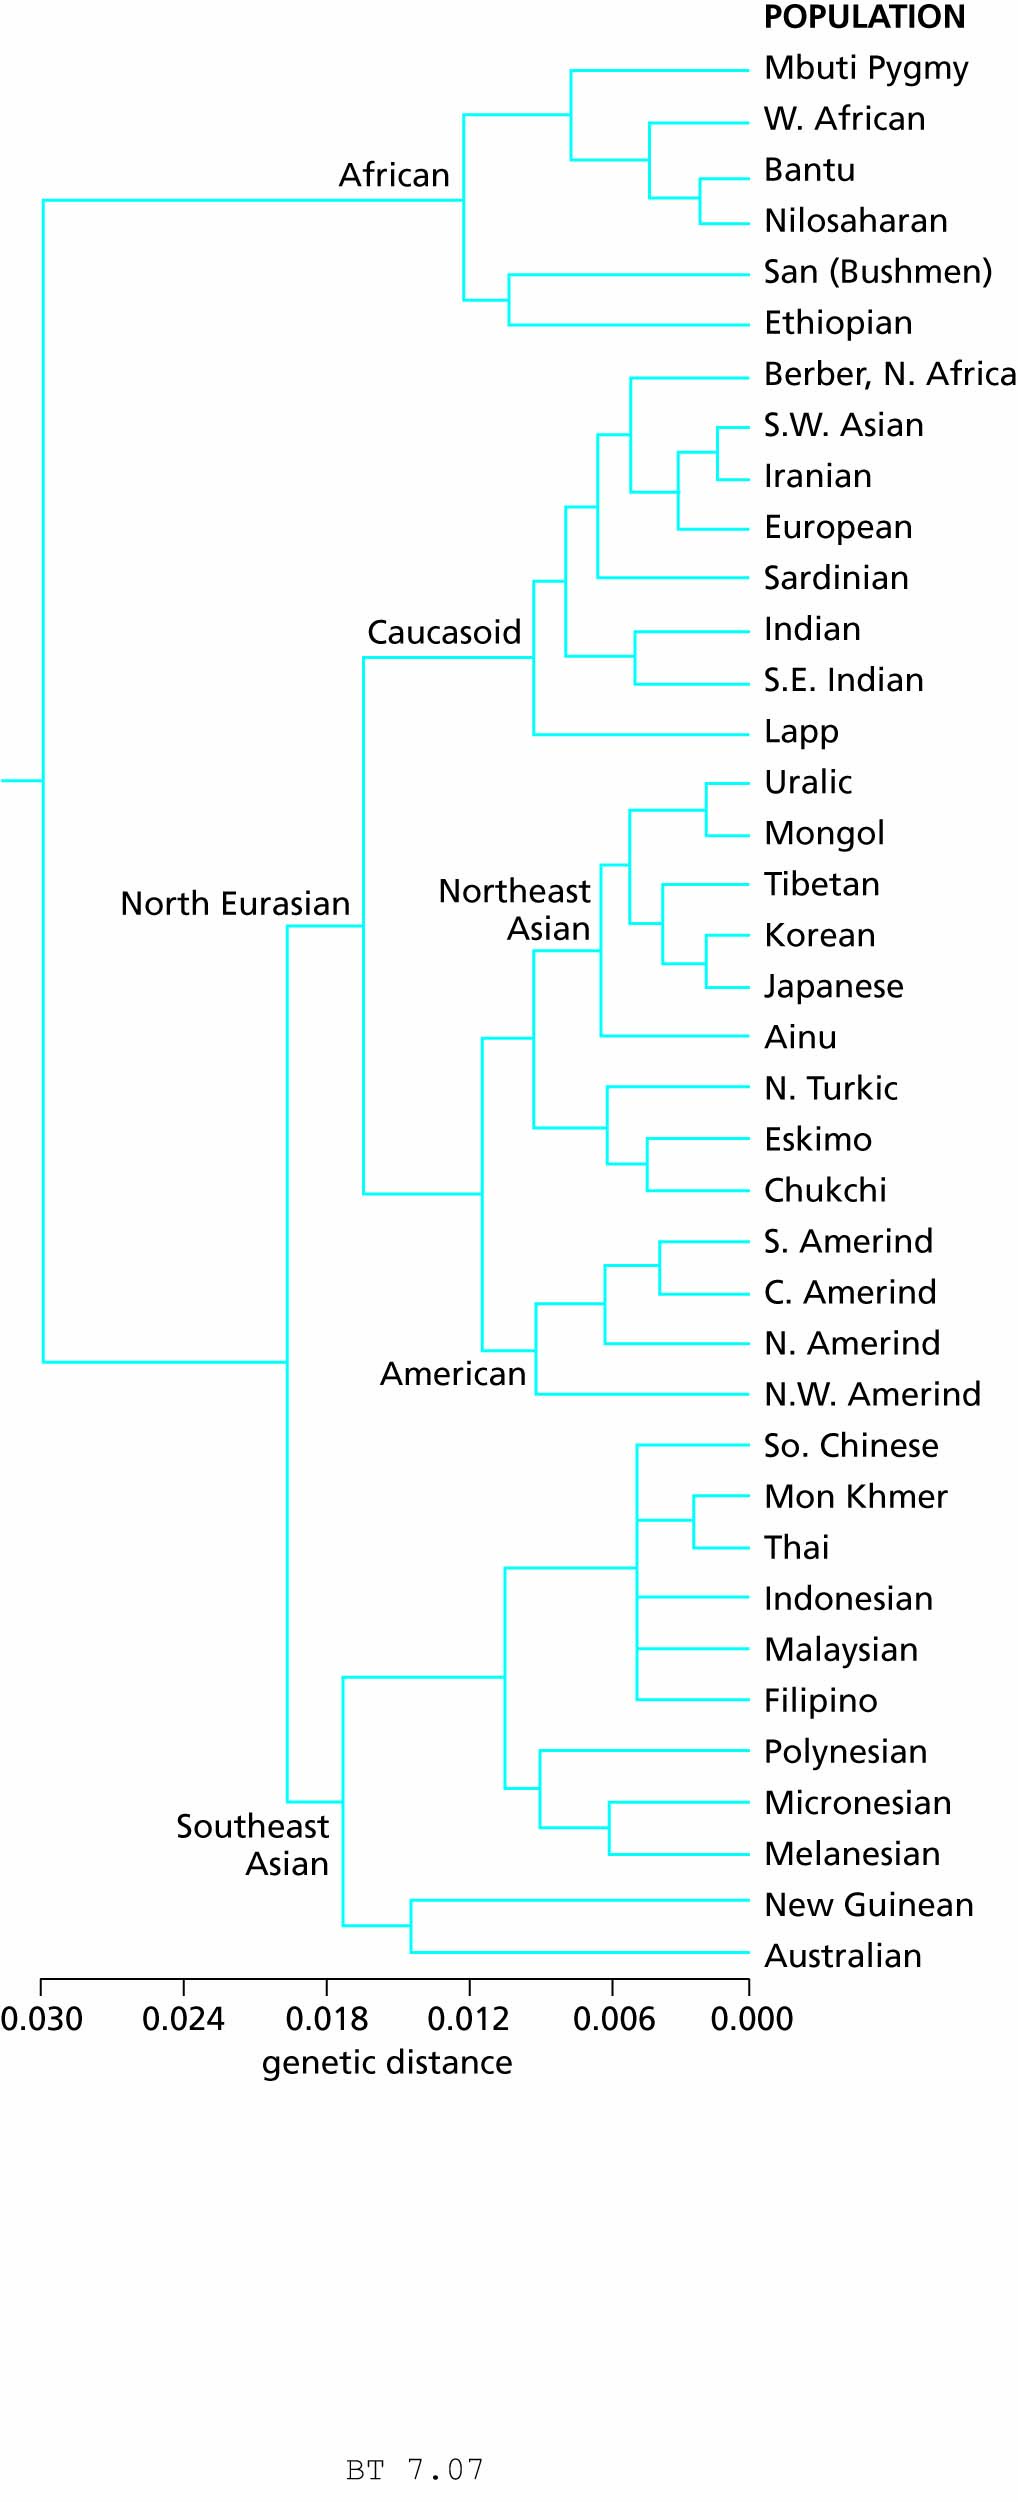 POPULATION
Mbuti Pygmy
W. African
Bantu
African
Nilosaharan
San (Bushmen)
Ethiopian
Berber, N. Africa
S.W. Asian
Iranian
European
Sardinian
Caucasoid
Indian
S.E. Indian
Lapp
Uralic
Mongol
Tibetan
North Eurasian
Northeast
Asian
Korean
Japanese
Ainu
N. Turkic
Eskimo
Chukchi
S. Amerind
C. Amerind
N. Amerind
American
N.W. Amerind
So. Chinese
Mon Khmer
Thai
Indonesian
Malaysian
Filipino
Polynesian
Micronesian
Southeast
Asian
Melanesian
New Guinean
Australian
0.030 0.024 0.018 0.012 0.006 0.000
genetic distance
BT 7.07